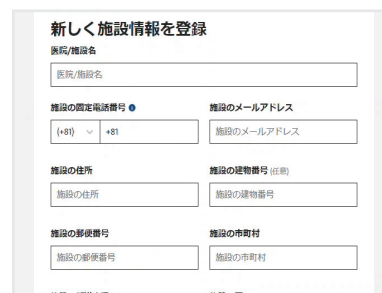 新しく施設情報を登録
医院/施設名
医院/施設名
施設の固定電話番号 施設のメールアドレス
(+81) +81 施設のメールアドレス
施設の住所 施設の建物番号 (任意)
施設の住所 施設の建物番号
施設の郵便番号 施設の市町村
施設の郵便番号 施設の市町村